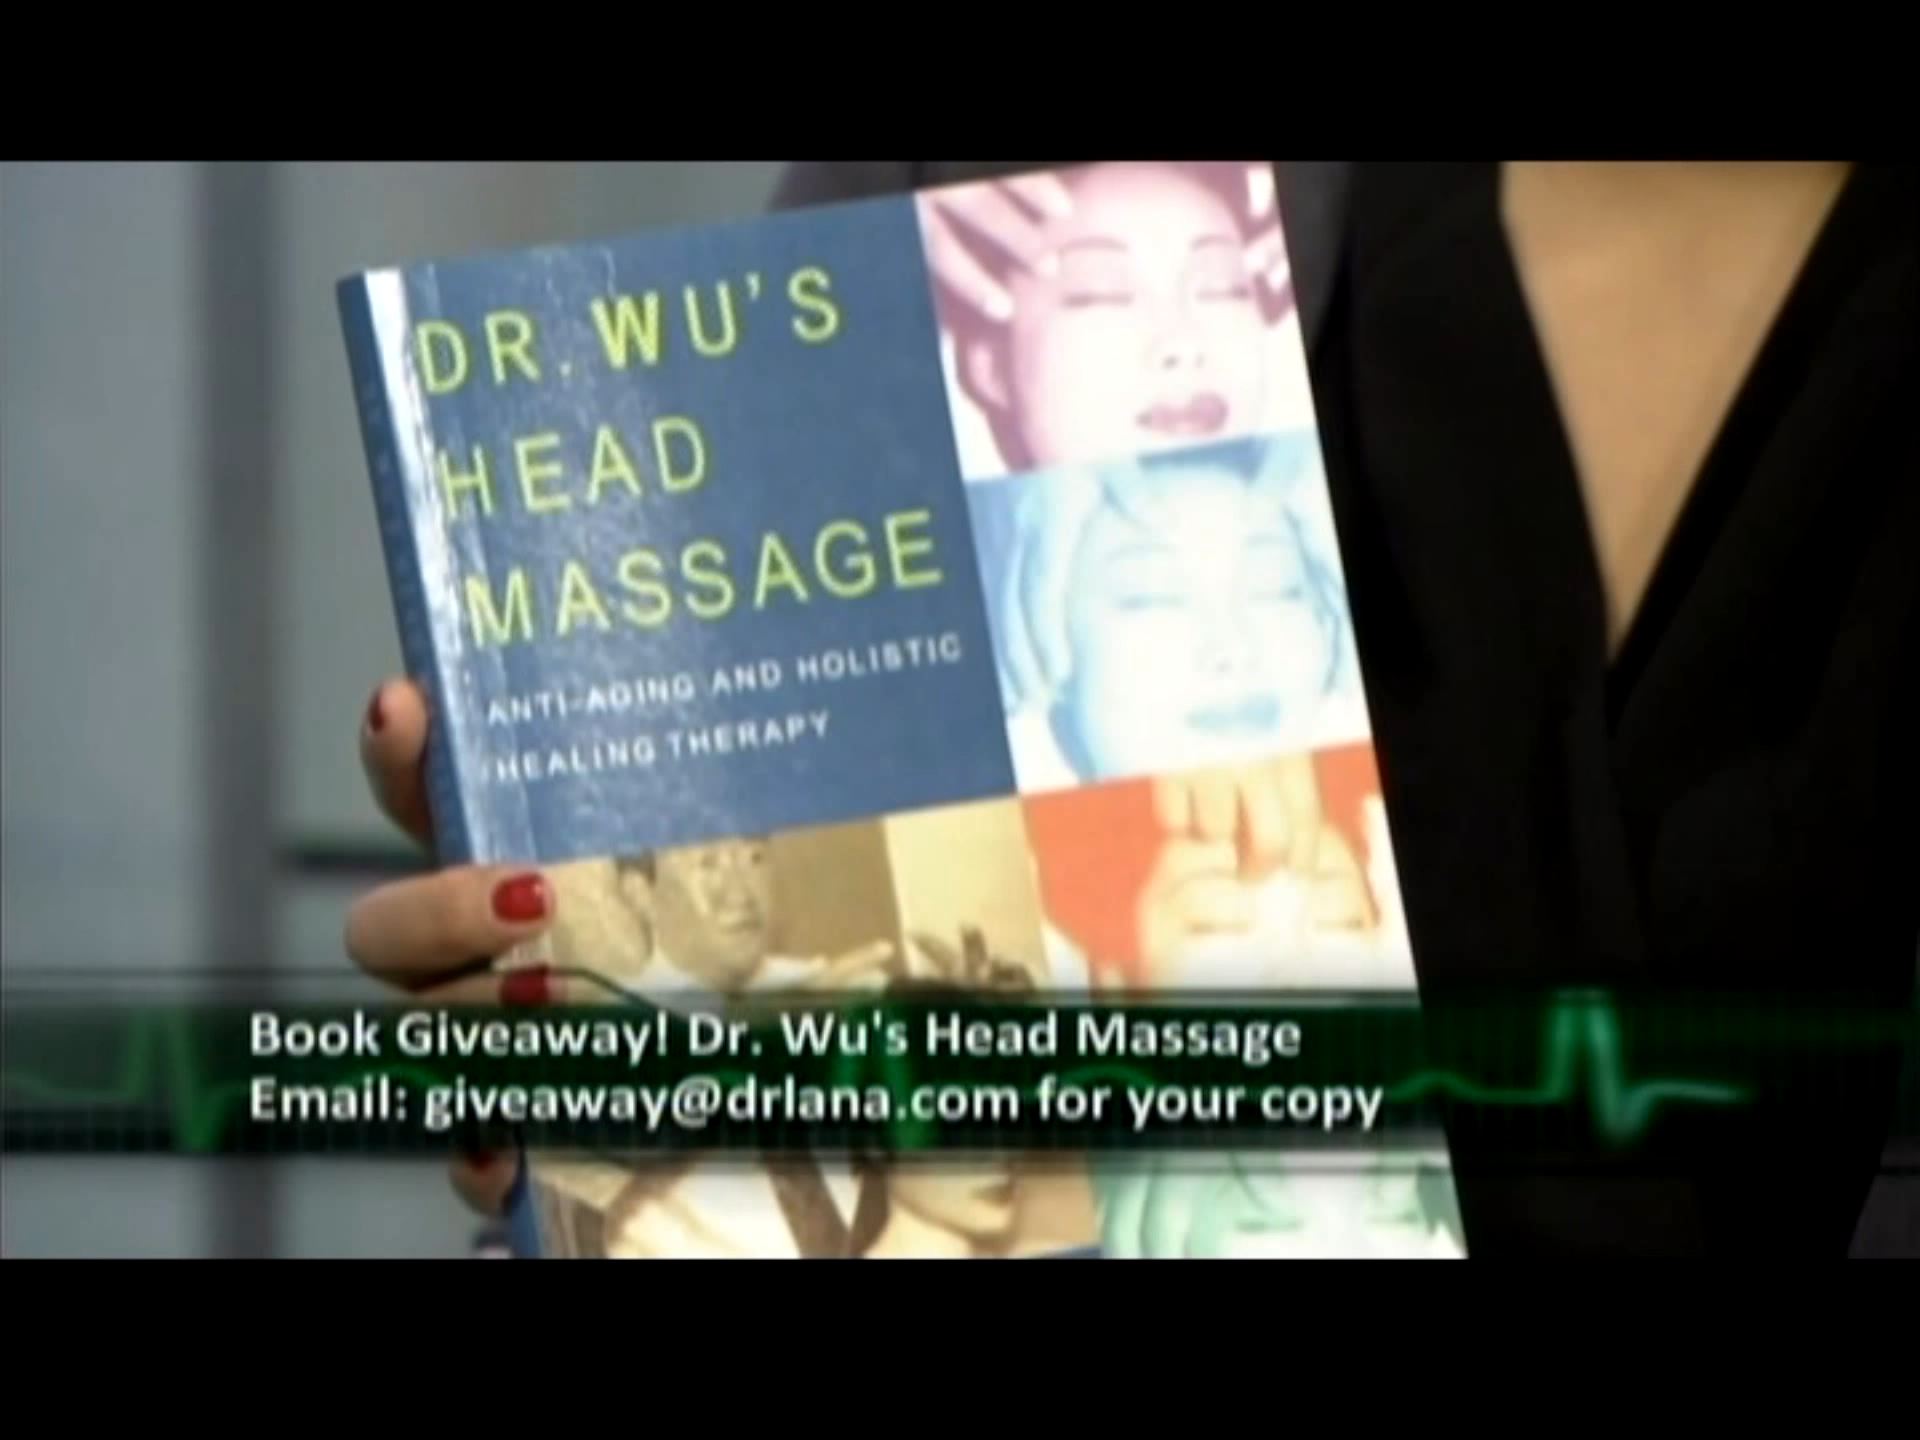 DR. WU'S
HEAD
MASSAGE
ANTI-AGING AND HOLISTIC
HEALING THERAPY
Book Giveaway! Dr. Wu's Head Massage
Email: giveaway@drlana.com for your copy